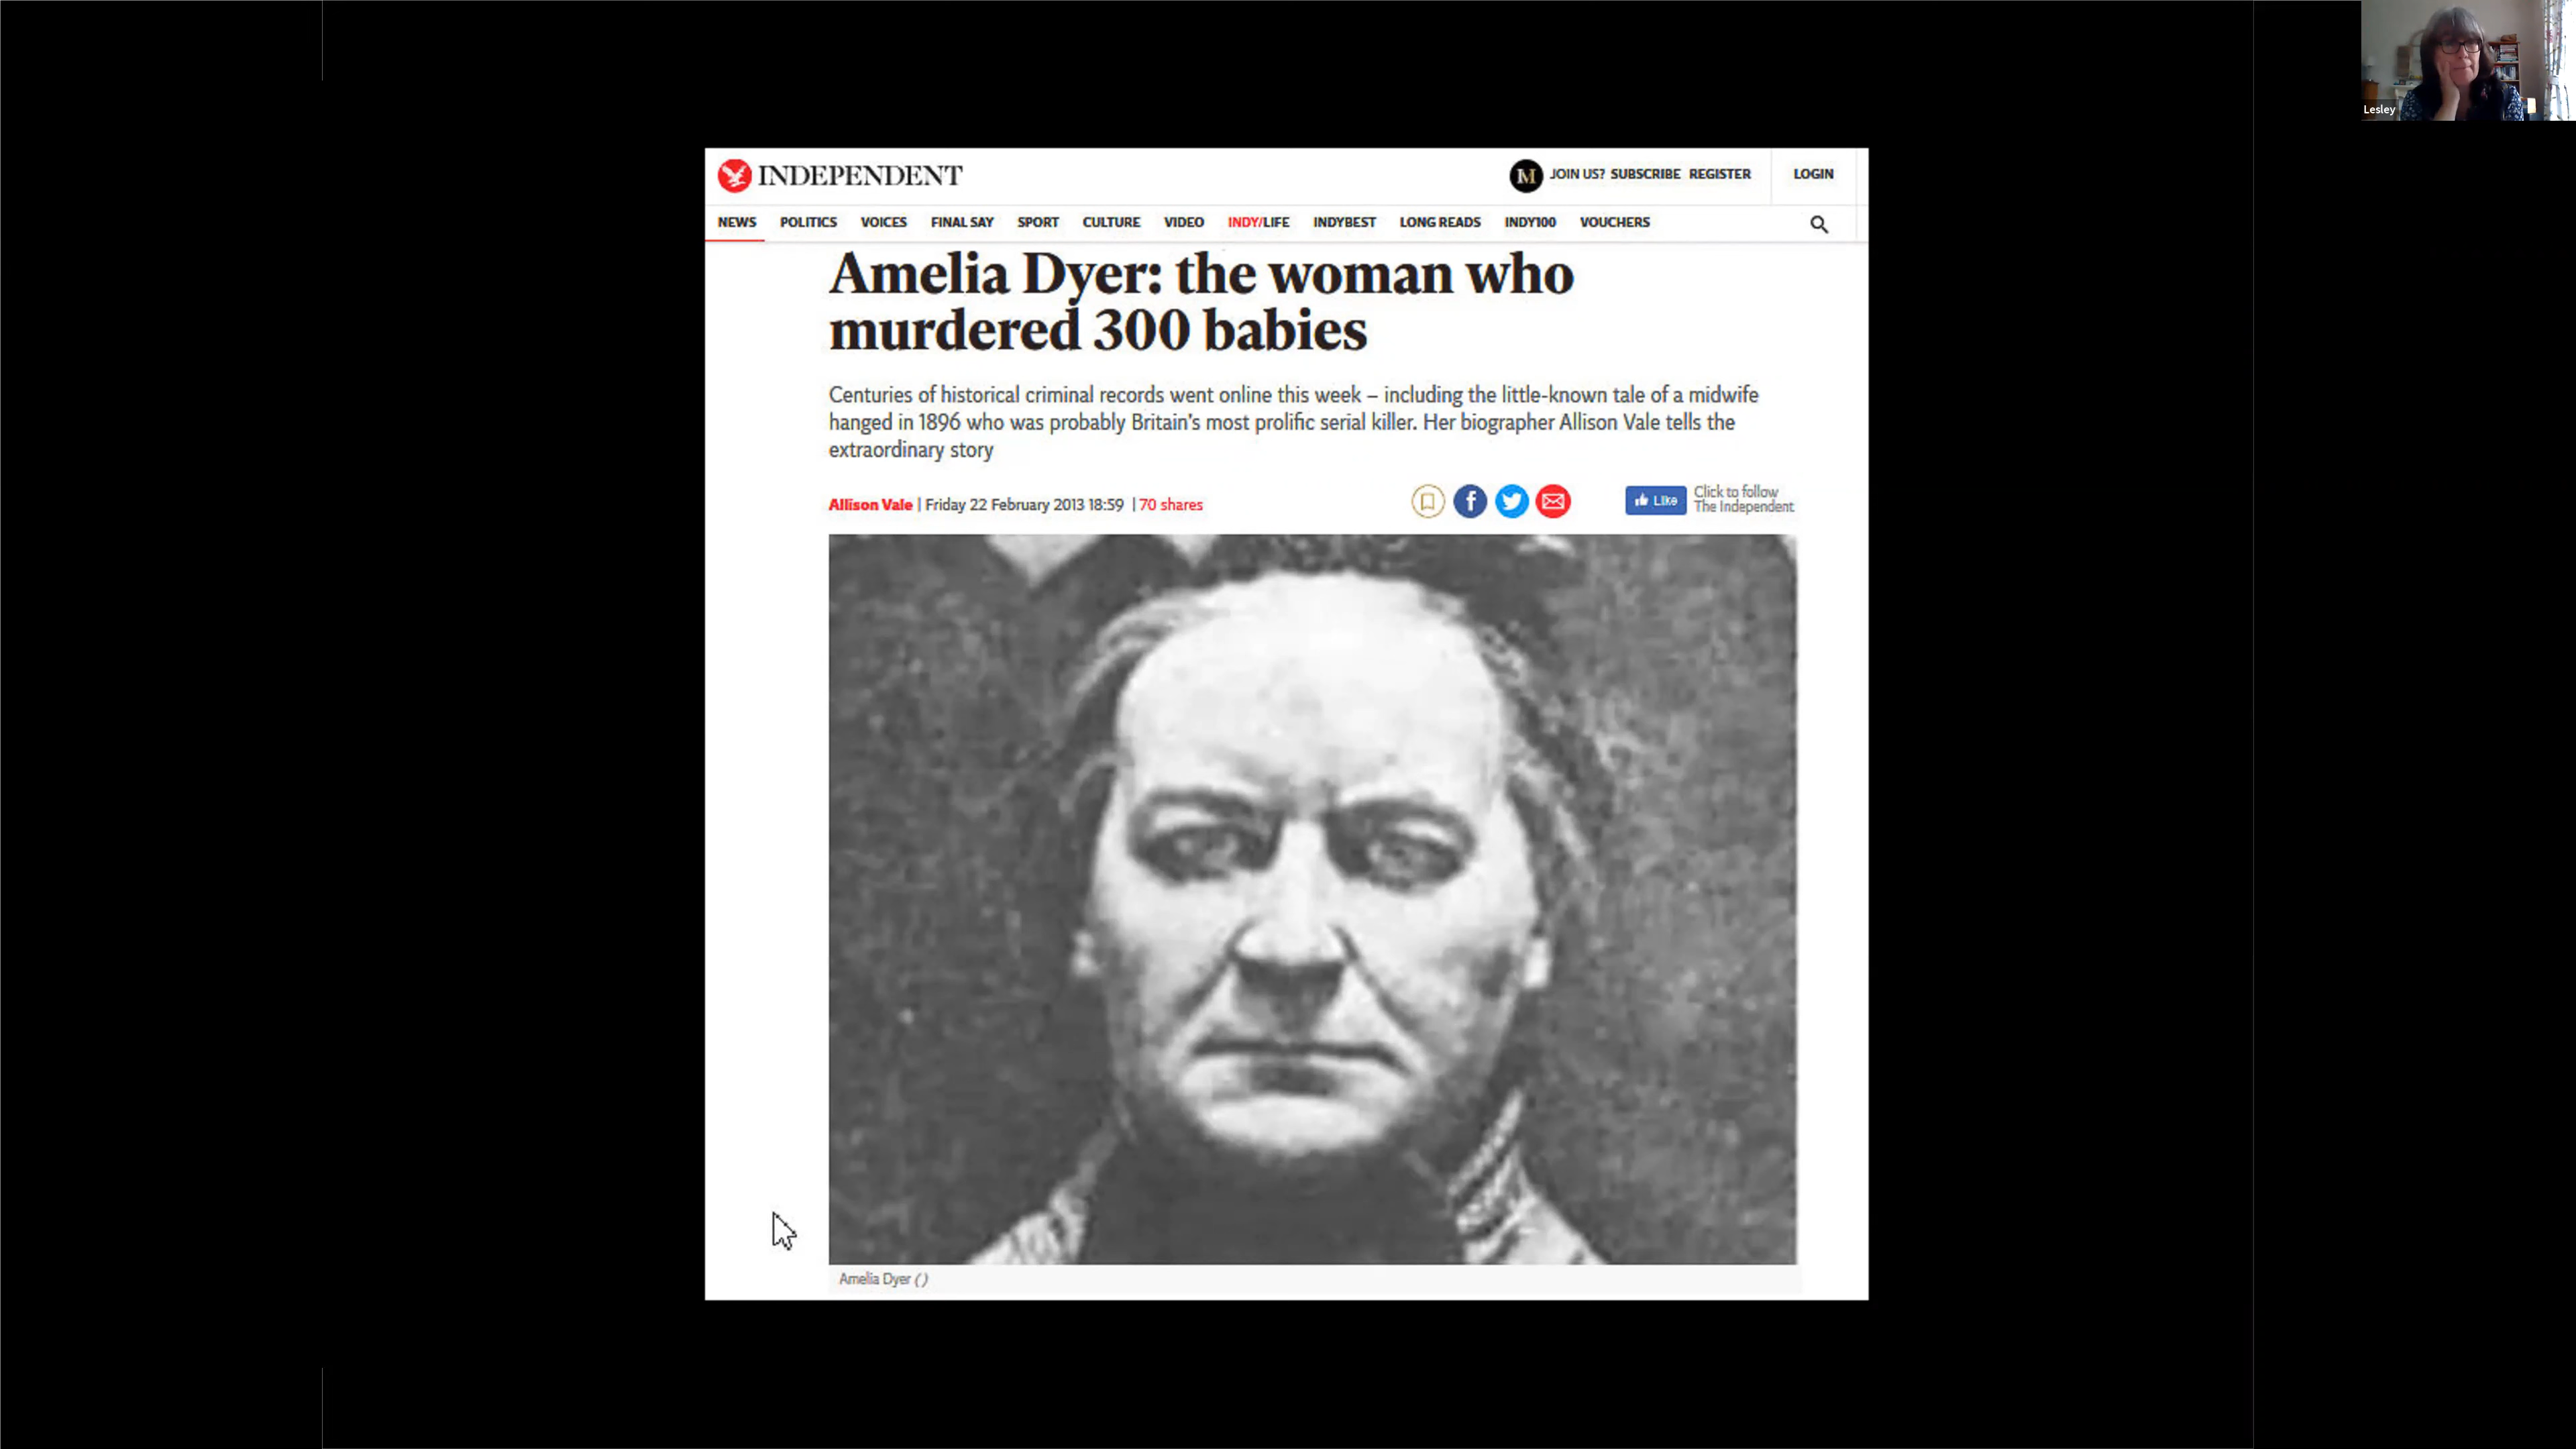 Lesley
INDEPENDENT
M JOIN US? SUBSCRIBE REGISTER LOGIN
NEWS POLITICS VOICES FINAL SAY SPORT CULTURE VIDEO INDY/LIFE INDYBEST LONG READS INDY100 VOUCHERS
Amelia Dyer: the woman who
murdered 300 babies
Centuries of historical criminal records went online this week – including the little-known tale of a midwife
hanged in 1896 who was probably Britain's most prolific serial killer. Her biographer Allison Vale tells the
extraordinary story
Allison Vale | Friday 22 February 2013 18:59 | 70 shares
f
Like
Click to follow
The Independent
Amelia Dyer ()